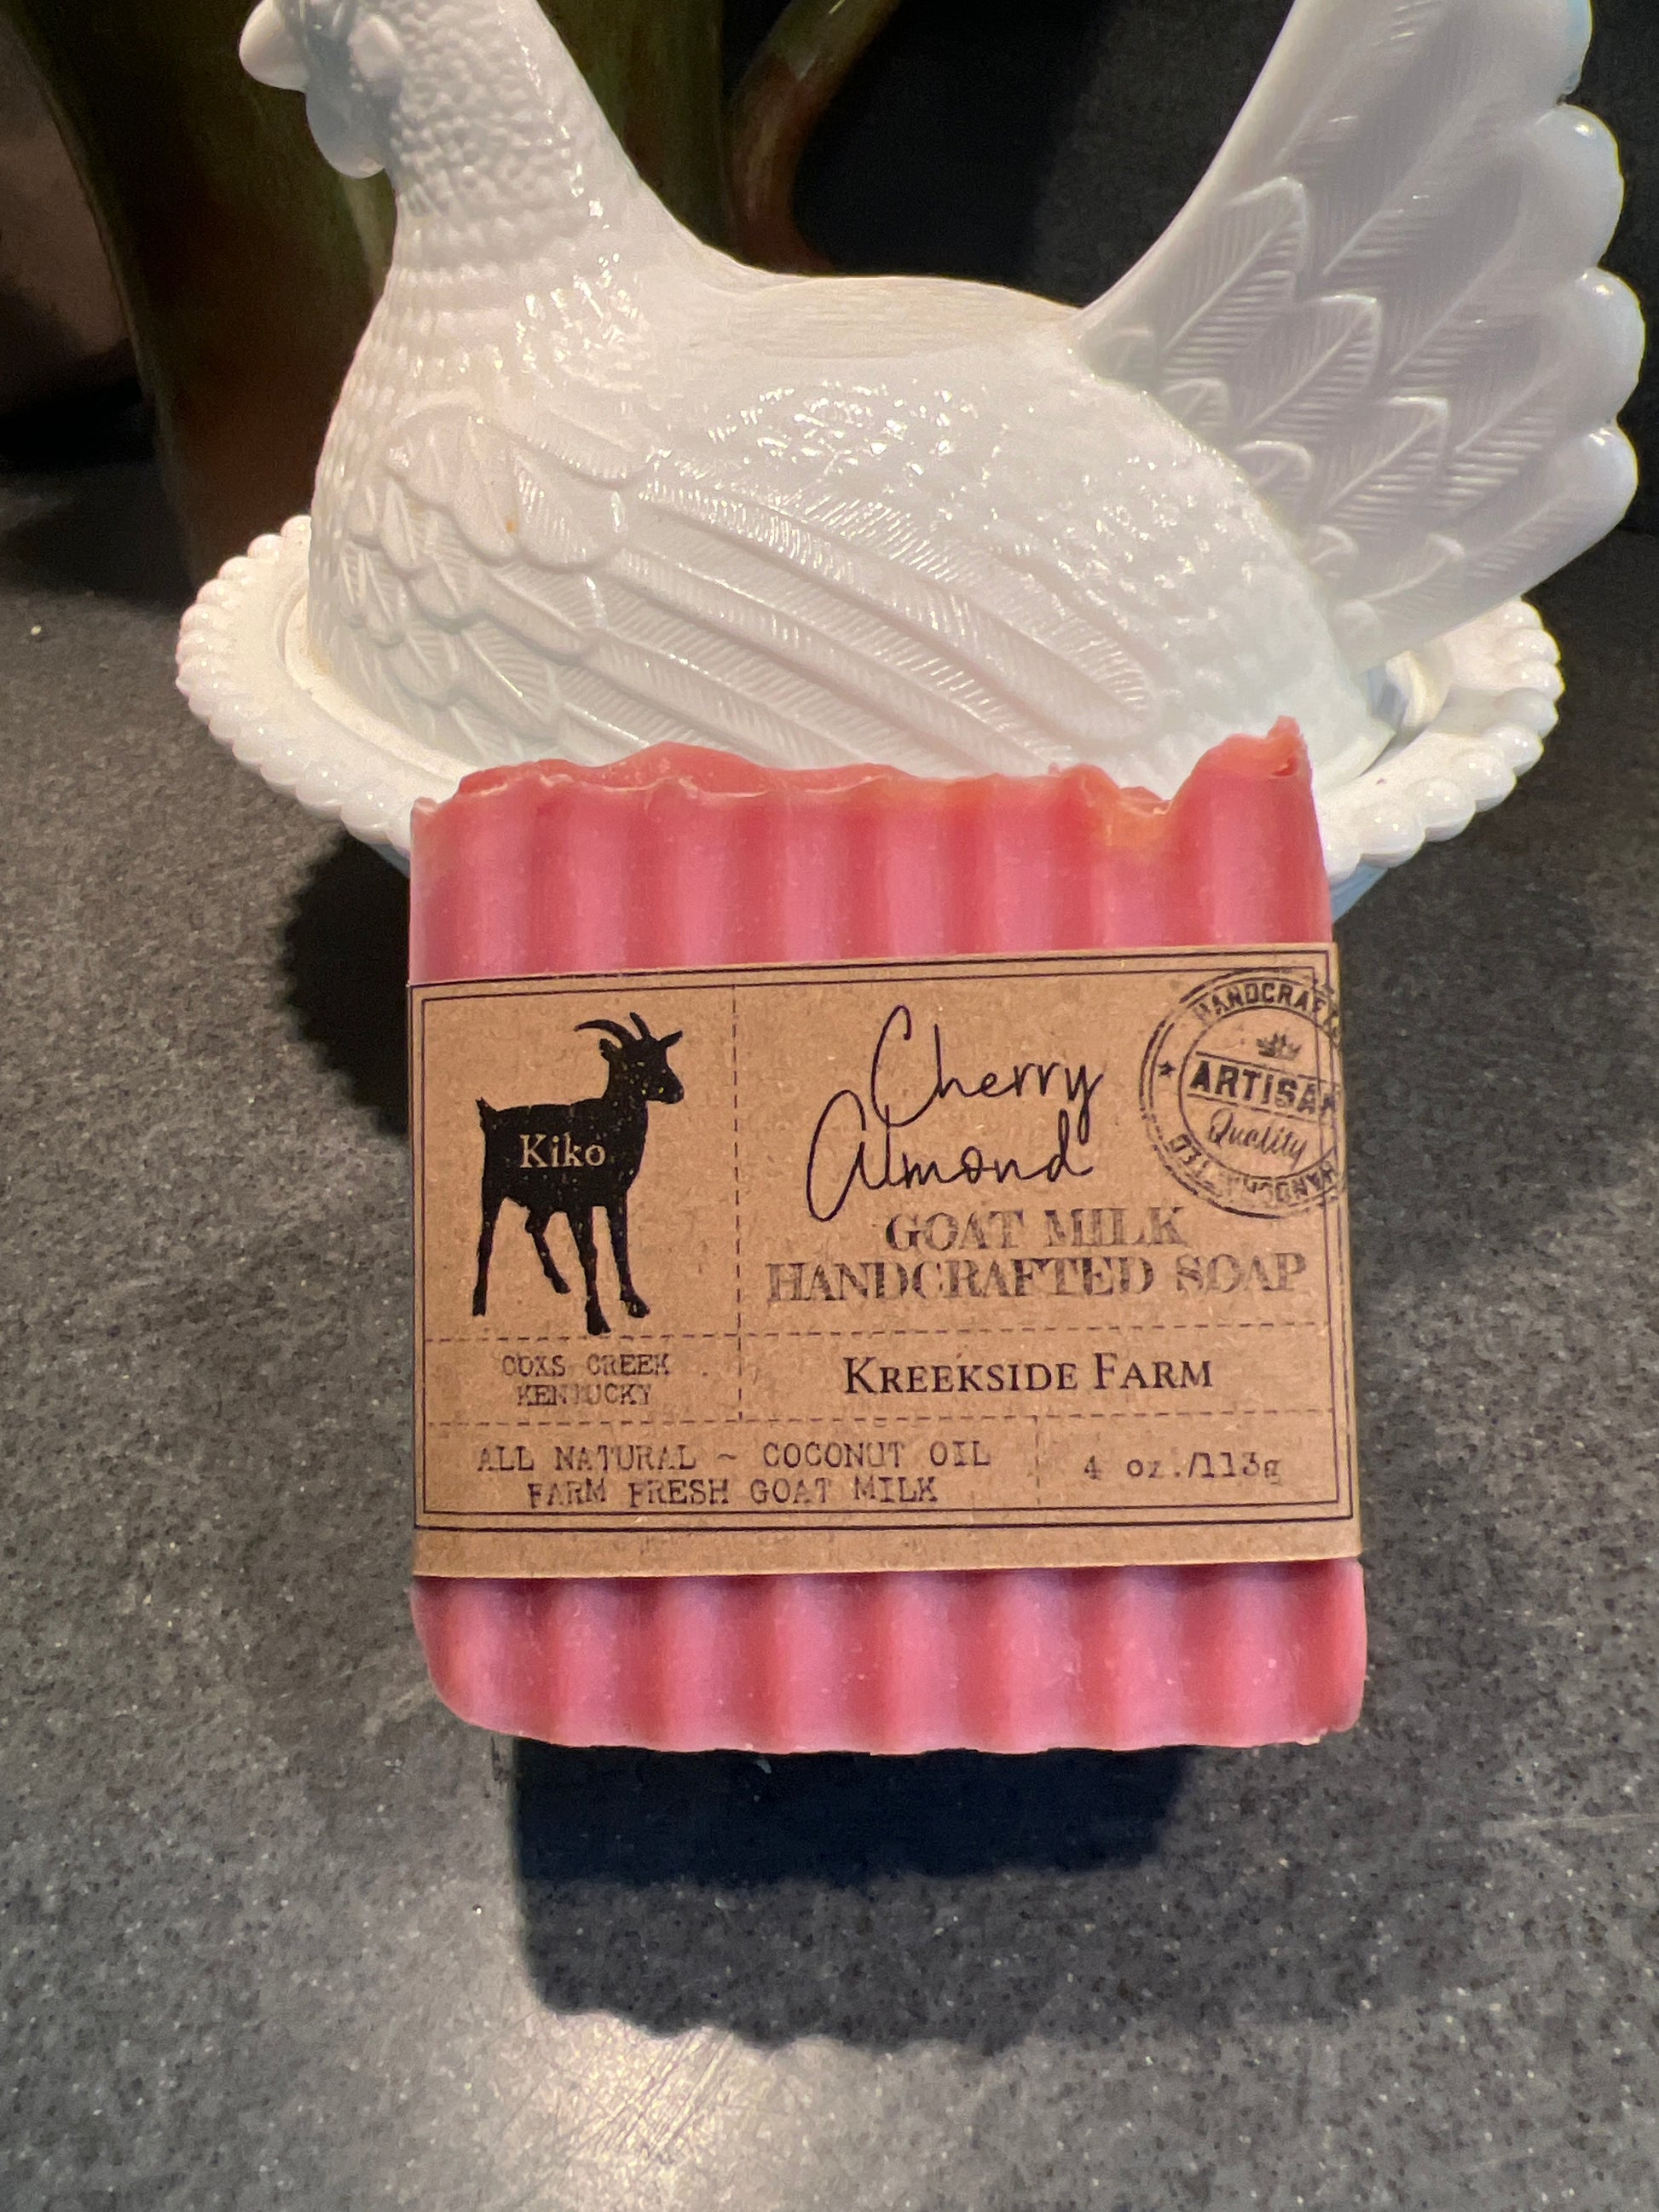 Kiko
Cherry
Almond
GOAT MILK
HANDCRAFTED SOAP
ARTISAN
Quality
COXS CREEK
KENTUCKY
KREEKSIDE FARM
ALL NATURAL ~ COCONUT OIL
FARM FRESH GOAT MILK
4 oz./113g